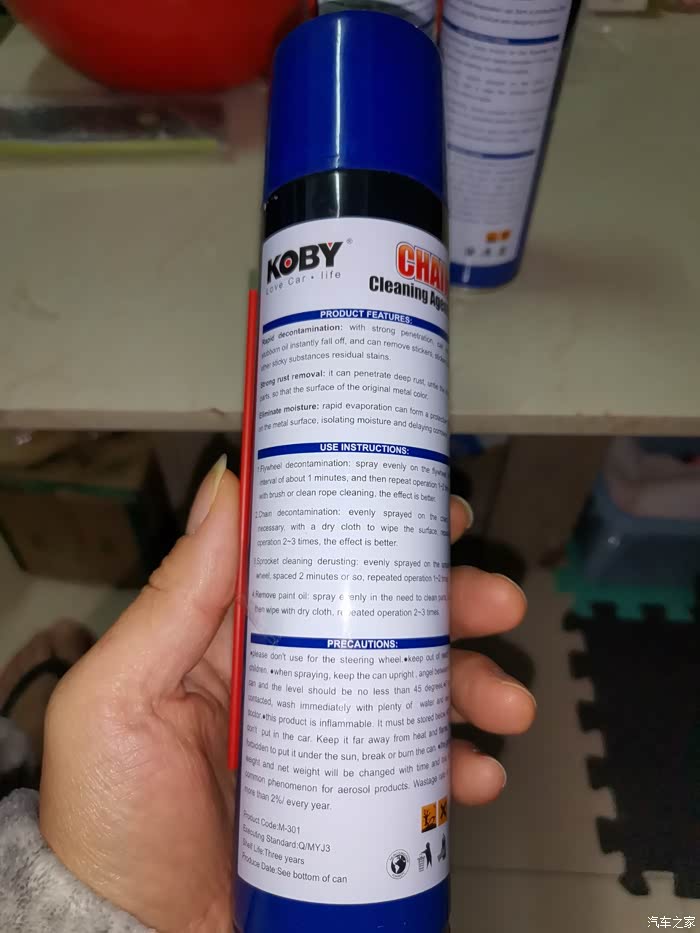 KOBY®
Love Car • life
CHAI
Cleaning Agen
PRODUCT FEATURES:
Rapid decontamination: with strong penetration, can
stubborn oil instantly fall off, and can remove stickers,
other sticky substances residual stains.
Strong rust removal: it can penetrate deep rust,
parts, so that the surface of the original metal color.
Eliminate moisture: rapid evaporation can form a protection
on the metal surface, isolating moisture and delaying
USE INSTRUCTIONS:
1.Flywheel decontamination: spray evenly on the flywheel
interval of about 1 minutes, and then repeat operation 1~2
with brush or clean rope cleaning, the effect is better.
2.Chain decontamination: evenly sprayed on the chain
necessary, with a dry cloth to wipe the surface,
operation 2~3 times, the effect is better.
3.Sprocket cleaning derusting: evenly sprayed on the
wheel, spaced 2 minutes or so, repeated operation 1~2
4.Remove paint oil: spray evenly in the need to clean parts,
then wipe with dry cloth, repeated operation 2~3 times.
PRECAUTIONS:
•please don't use for the steering wheel.•keep out of
children. •when spraying, keep the can upright, angel between
can and the level should be no less than 45 degrees.•
contacted, wash immediately with plenty of water and
doctor.•this product is inflammable. It must be stored below
don't put in the car. Keep it far away from heat and flame
forbidden to put it under the sun, break or burn the can.•
weight and net weight will be changed with time and
common phenomenon for aerosol products. Wastage rate
more than 2%/ every year.
Product Code:M-301
Executing Standard:Q/MYJ3
Shelf Life:Three years
Produce Date:See bottom of can
汽车之家